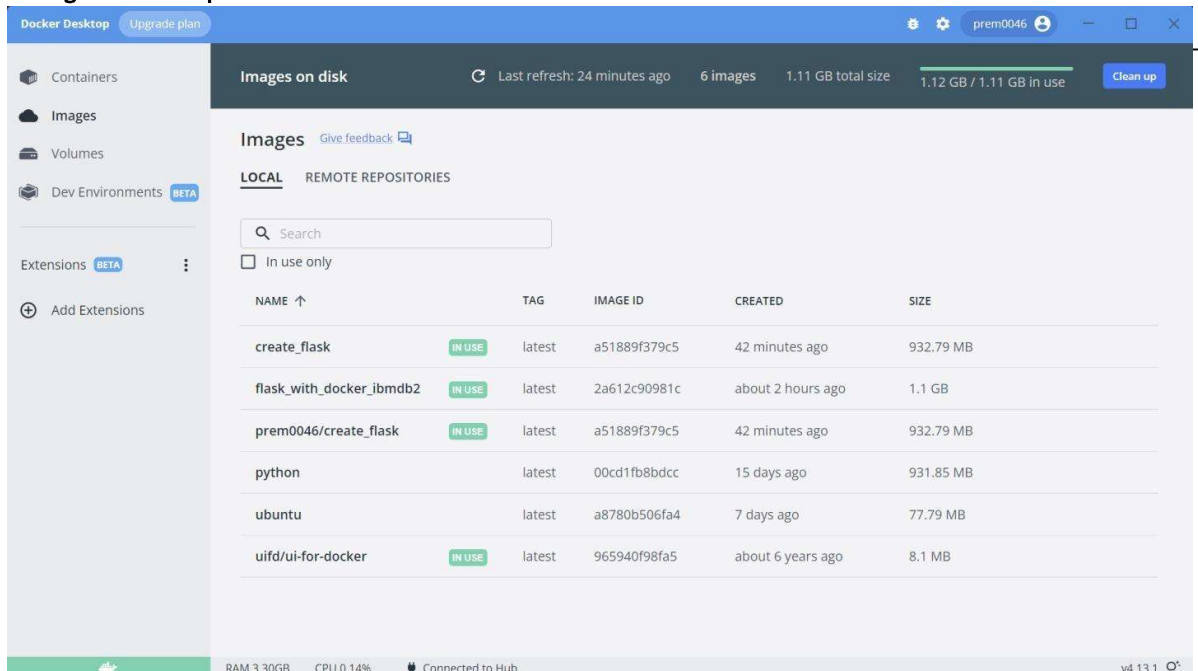 Docker Desktop Upgrade plan prem0046
Containers
Images
Volumes
Dev Environments BETA
Extensions BETA
Add Extensions
Images on disk Last refresh: 24 minutes ago 6 images 1.11 GB total size 1.12 GB / 1.11 GB in use Clean up
Images Give feedback
LOCAL REMOTE REPOSITORIES
Search
In use only
NAME TAG IMAGE ID CREATED SIZE
create_flask IN USE latest a51889f379c5 42 minutes ago 932.79 MB
flask_with_docker_ibmdb2 IN USE latest 2a612c90981c about 2 hours ago 1.1 GB
prem0046/create_flask IN USE latest a51889f379c5 42 minutes ago 932.79 MB
python latest 00cd1fb8bdcc 15 days ago 931.85 MB
ubuntu latest a8780b506fa4 7 days ago 77.79 MB
uifd/ui-for-docker IN USE latest 965940f98fa5 about 6 years ago 8.1 MB
RAM 3.30GB CPU 0.14% Connected to Hub v4.13.1